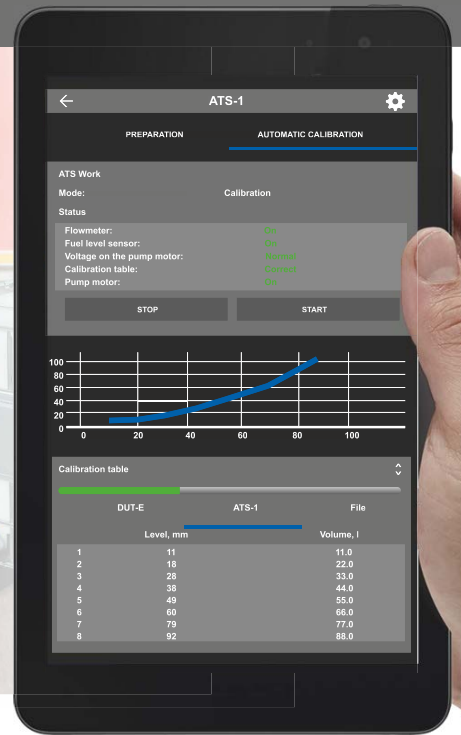 ATS-1
PREPARATION AUTOMATIC CALIBRATION
ATS Work
Mode: Calibration
Status
Flowmeter:
Fuel level sensor:
Voltage on the pump motor:
Calibration table:
Pump motor:
STOP START
100
80
60
40
20
0
0 20 40 60 80 100
Calibration table
DUT-E ATS-1 File
Level, mm Volume, l
1 11 11.0
2 18 22.0
3 28 33.0
4 38 44.0
5 49 55.0
6 60 66.0
7 79 77.0
8 92 88.0